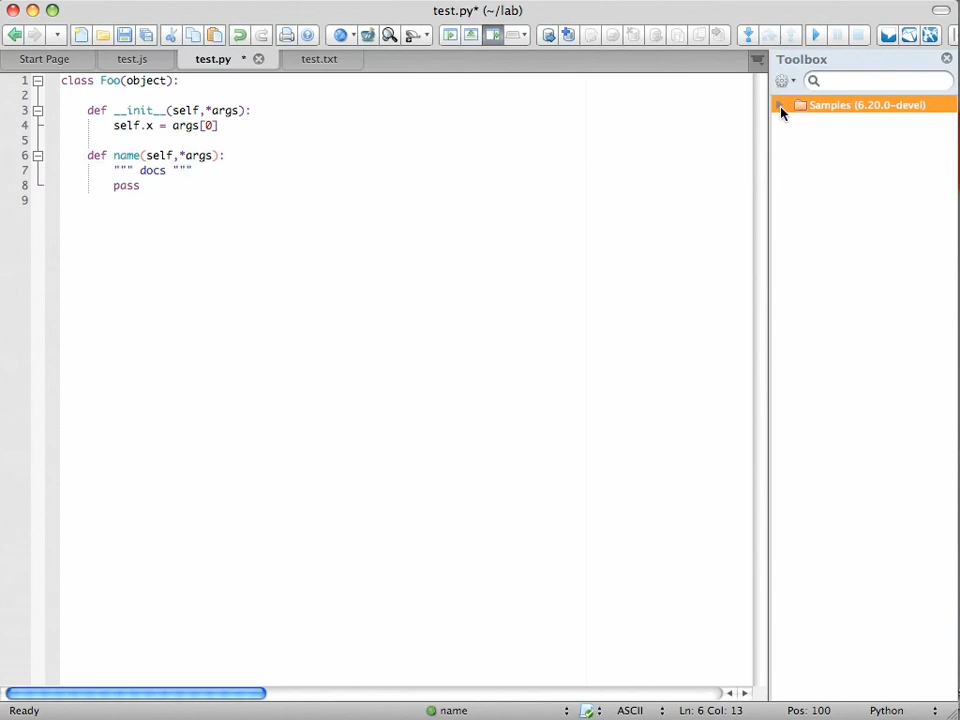 test.py* (~/lab)
Start Page
test.js
test.py *
test.txt
Toolbox
Samples (6.20.0-devel)
1 class Foo(object):
2
3 def __init__(self,*args):
4 self.x = args[0]
5
6 def name(self,*args):
7 """ docs """
8 pass
9
Ready
name
ASCII
Ln: 6 Col: 13
Pos: 100
Python